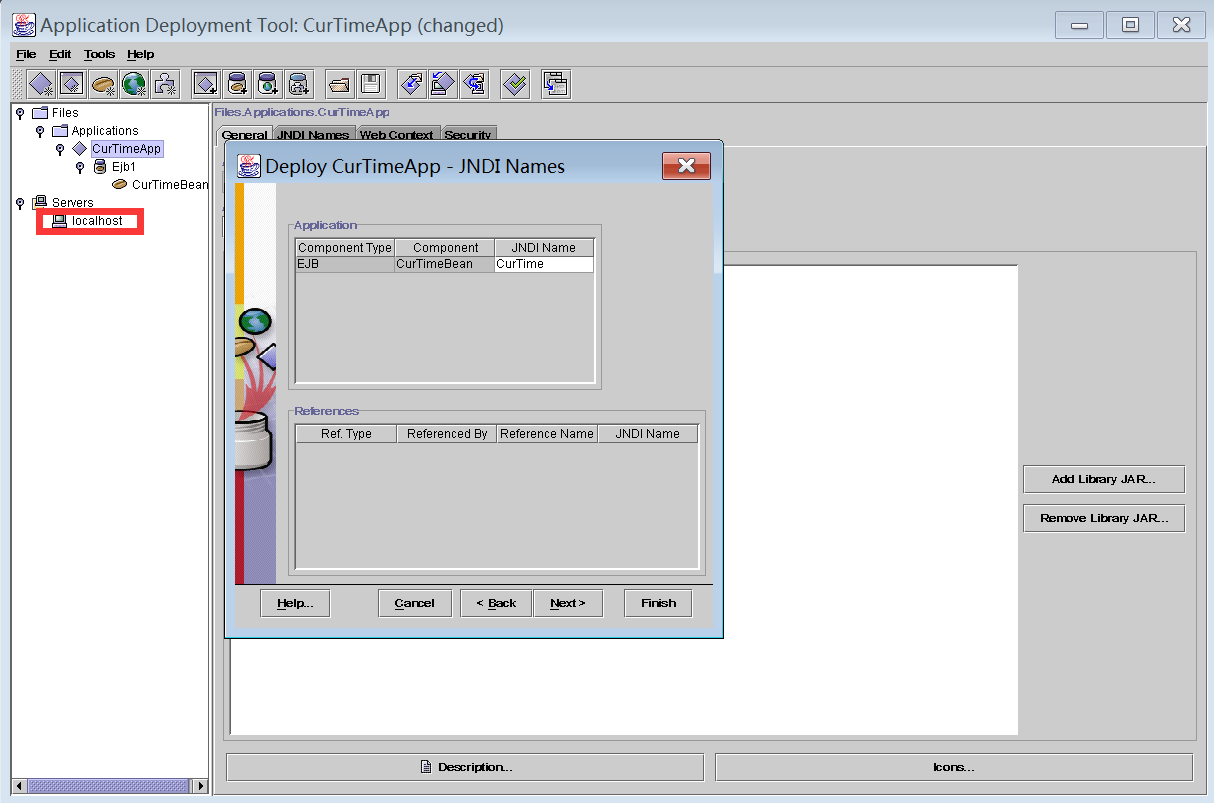 Application Deployment Tool: CurTimeApp (changed)
File Edit Tools Help
Files
Applications
CurTimeApp
Ejb1
CurTimeBean
Servers
localhost
Files.Applications.CurTimeApp
General JNDI Names Web Context Security
Deploy CurTimeApp - JNDI Names
Application
Component Type Component JNDI Name
EJB CurTimeBean CurTime
References
Ref. Type Referenced By Reference Name JNDI Name
Help... Cancel < Back Next > Finish
Add Library JAR...
Remove Library JAR...
Description... Icons...